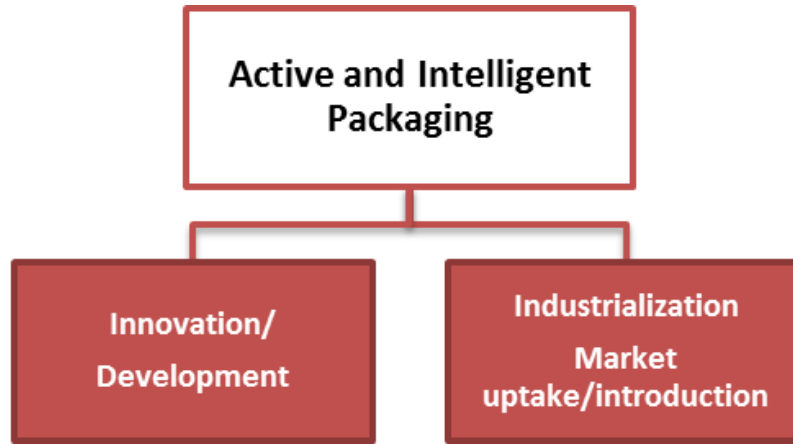 Active and Intelligent
Packaging
Innovation/
Development
Industrialization
Market
uptake/introduction